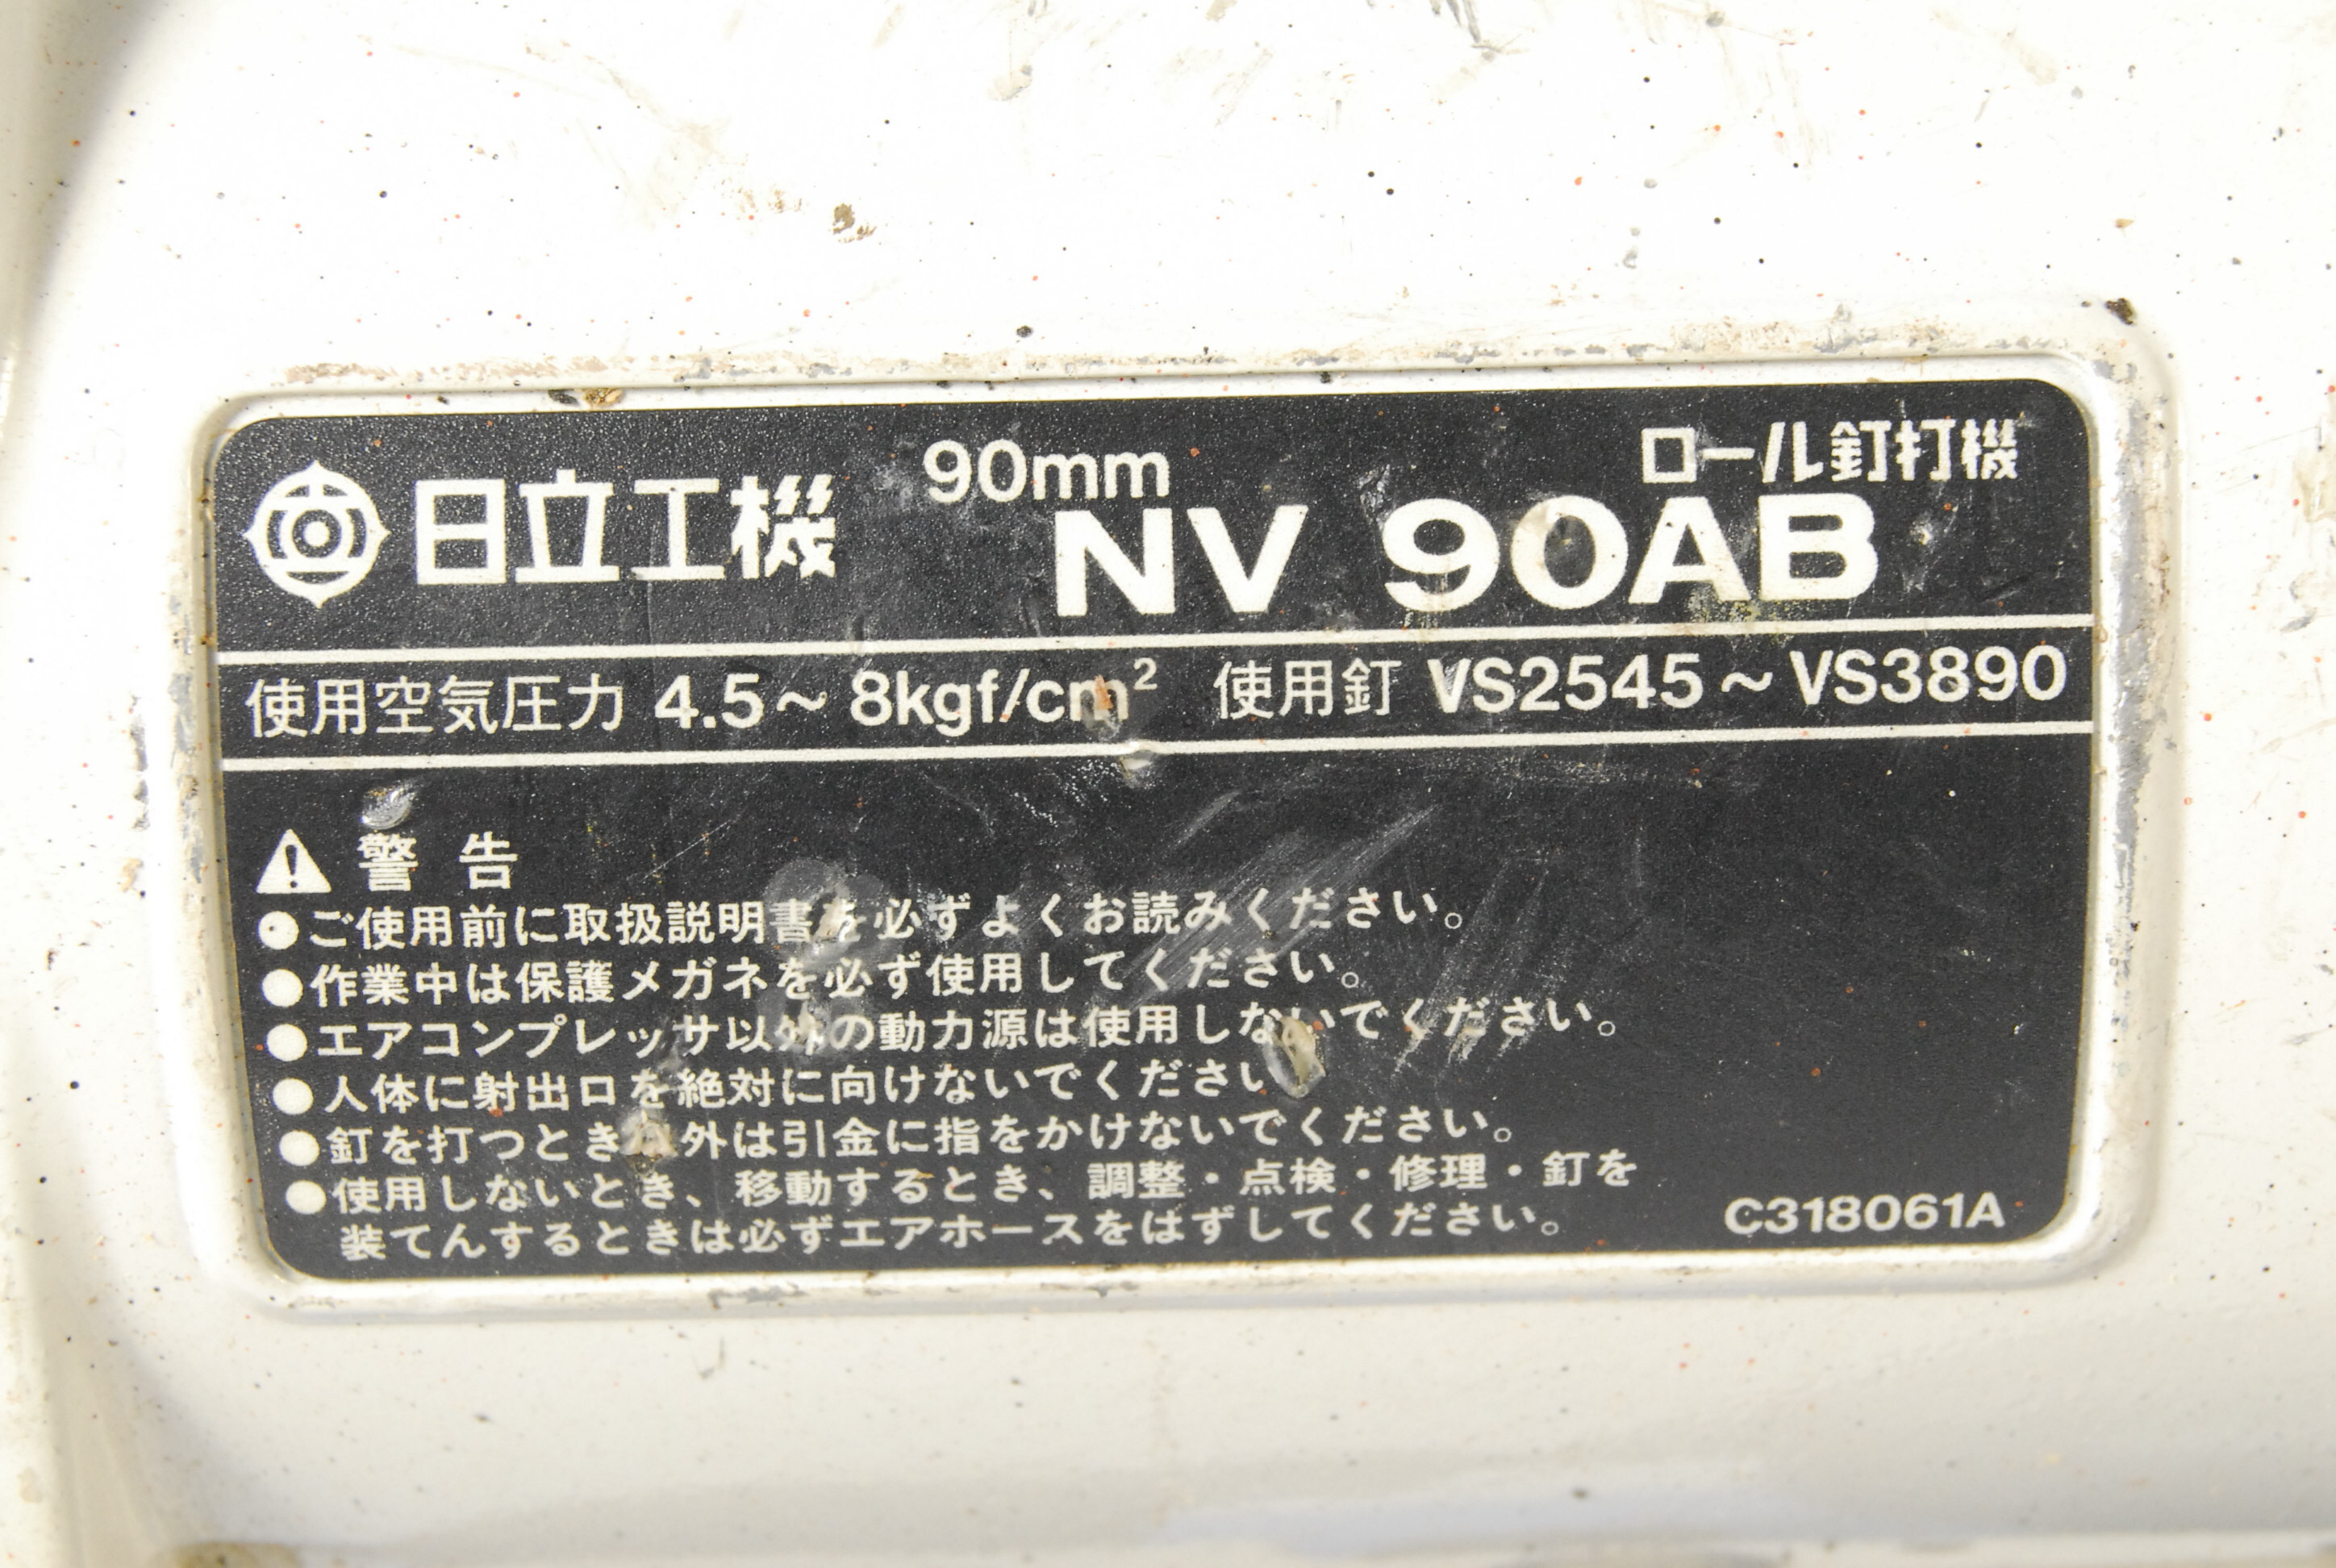 90mm ロール釘打機
日立工機 NV 90AB
使用空気圧力 4.5～8kgf/cm² 使用釘 VS2545～VS3890
警告
●ご使用前に取扱説明書を必ずよくお読みください。
●作業中は保護メガネを必ず使用してください。
●エアコンプレッサ以外の動力源は使用しないでください。
●人体に射出口を絶対に向けないでください
●釘を打つとき外は引金に指をかけないでください。
●使用しないとき、移動するとき、調整・点検・修理・釘を
装てんするときは必ずエアホースをはずしてください。
C318061A